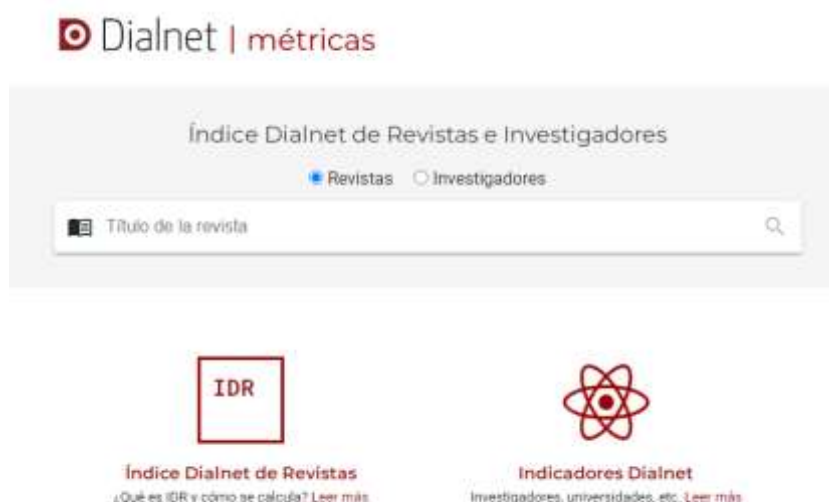 Dialnet | métricas
Índice Dialnet de Revistas e Investigadores
Revistas Investigadores
Título de la revista
IDR
Índice Dialnet de Revistas Indicadores Dialnet
¿Qué es IDR y cómo se calcula? Leer más Investigadores, universidades, etc. Leer más